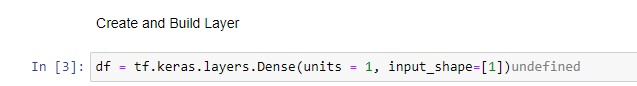 Create and Build Layer
In [3]: df = tf.keras.layers.Dense(units = 1, input_shape=[1])undefined